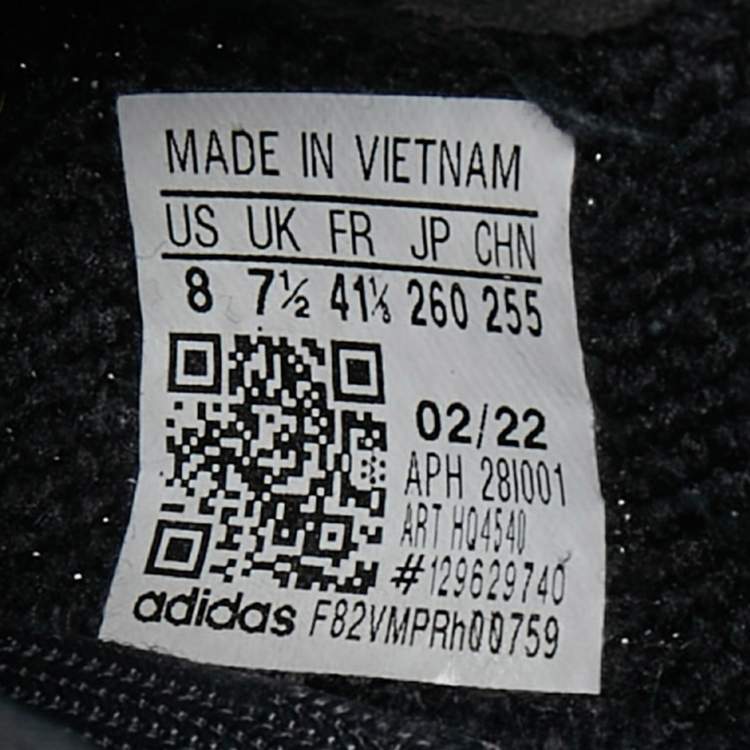 MADE IN VIETNAM
US UK FR JP CHN
8 7½ 41⅓ 260 255
02/22
APH 28I001
ART HQ4540
#129629740
adidas F82VMPRh00759